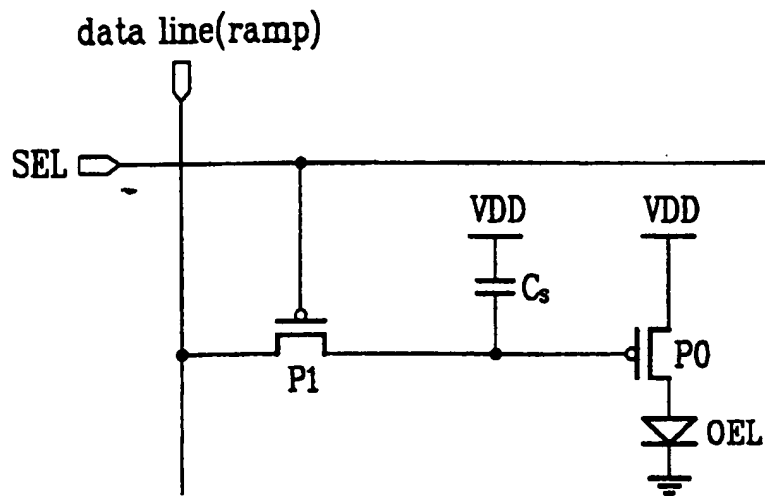 data line(ramp)
SEL
VDD
VDD
Cs
P1
P0
OEL